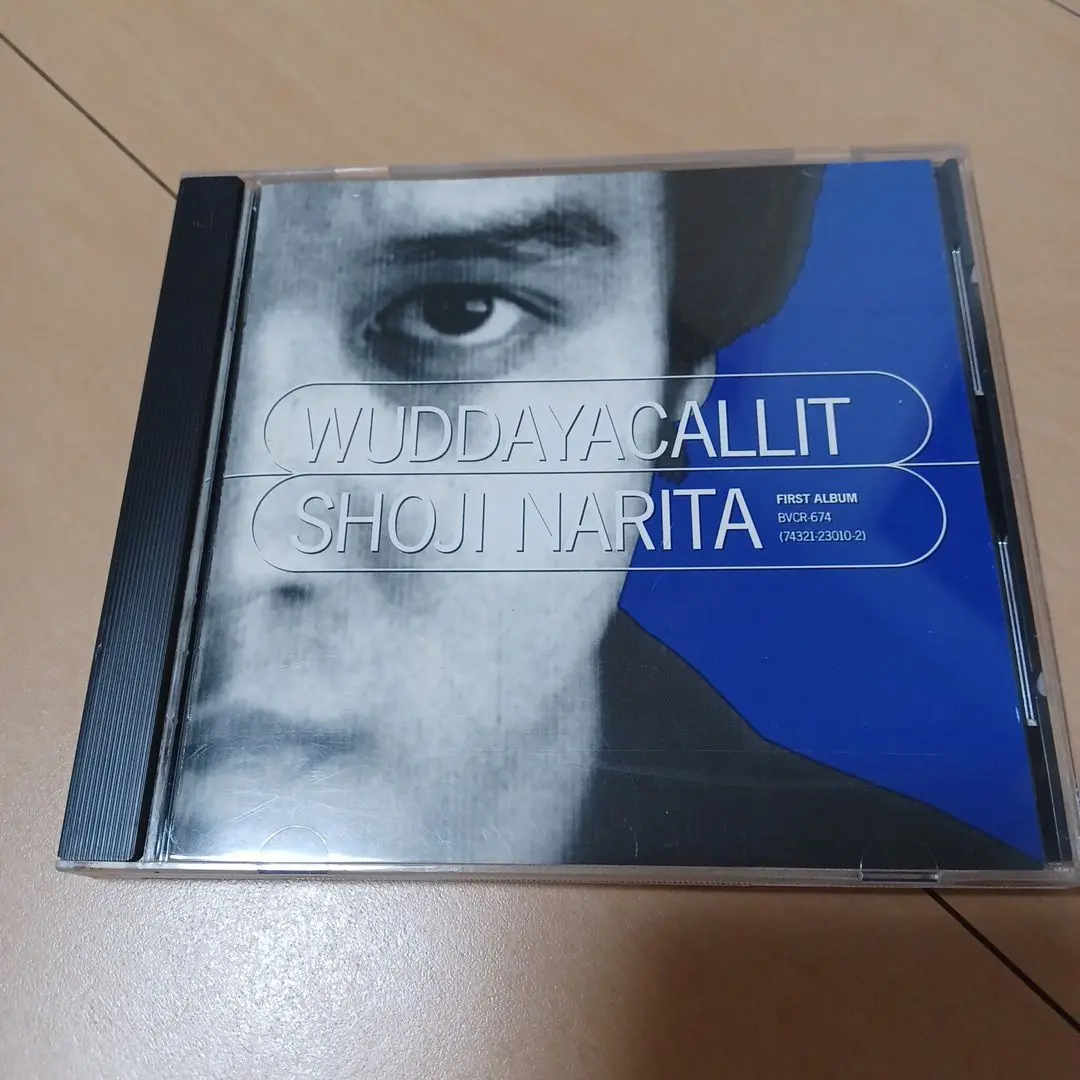 WUDDAYACALLIT
SHOJI NARITA
FIRST ALBUM
BVCR-674
(74321-23010-2)